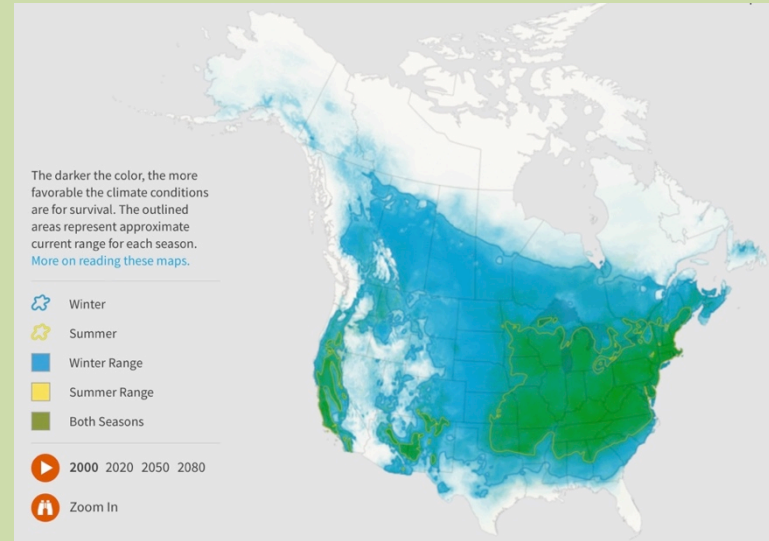 The darker the color, the more
favorable the climate conditions
are for survival. The outlined
areas represent approximate
current range for each season.
More on reading these maps.
Winter
Summer
Winter Range
Summer Range
Both Seasons
2000 2020 2050 2080
Zoom In